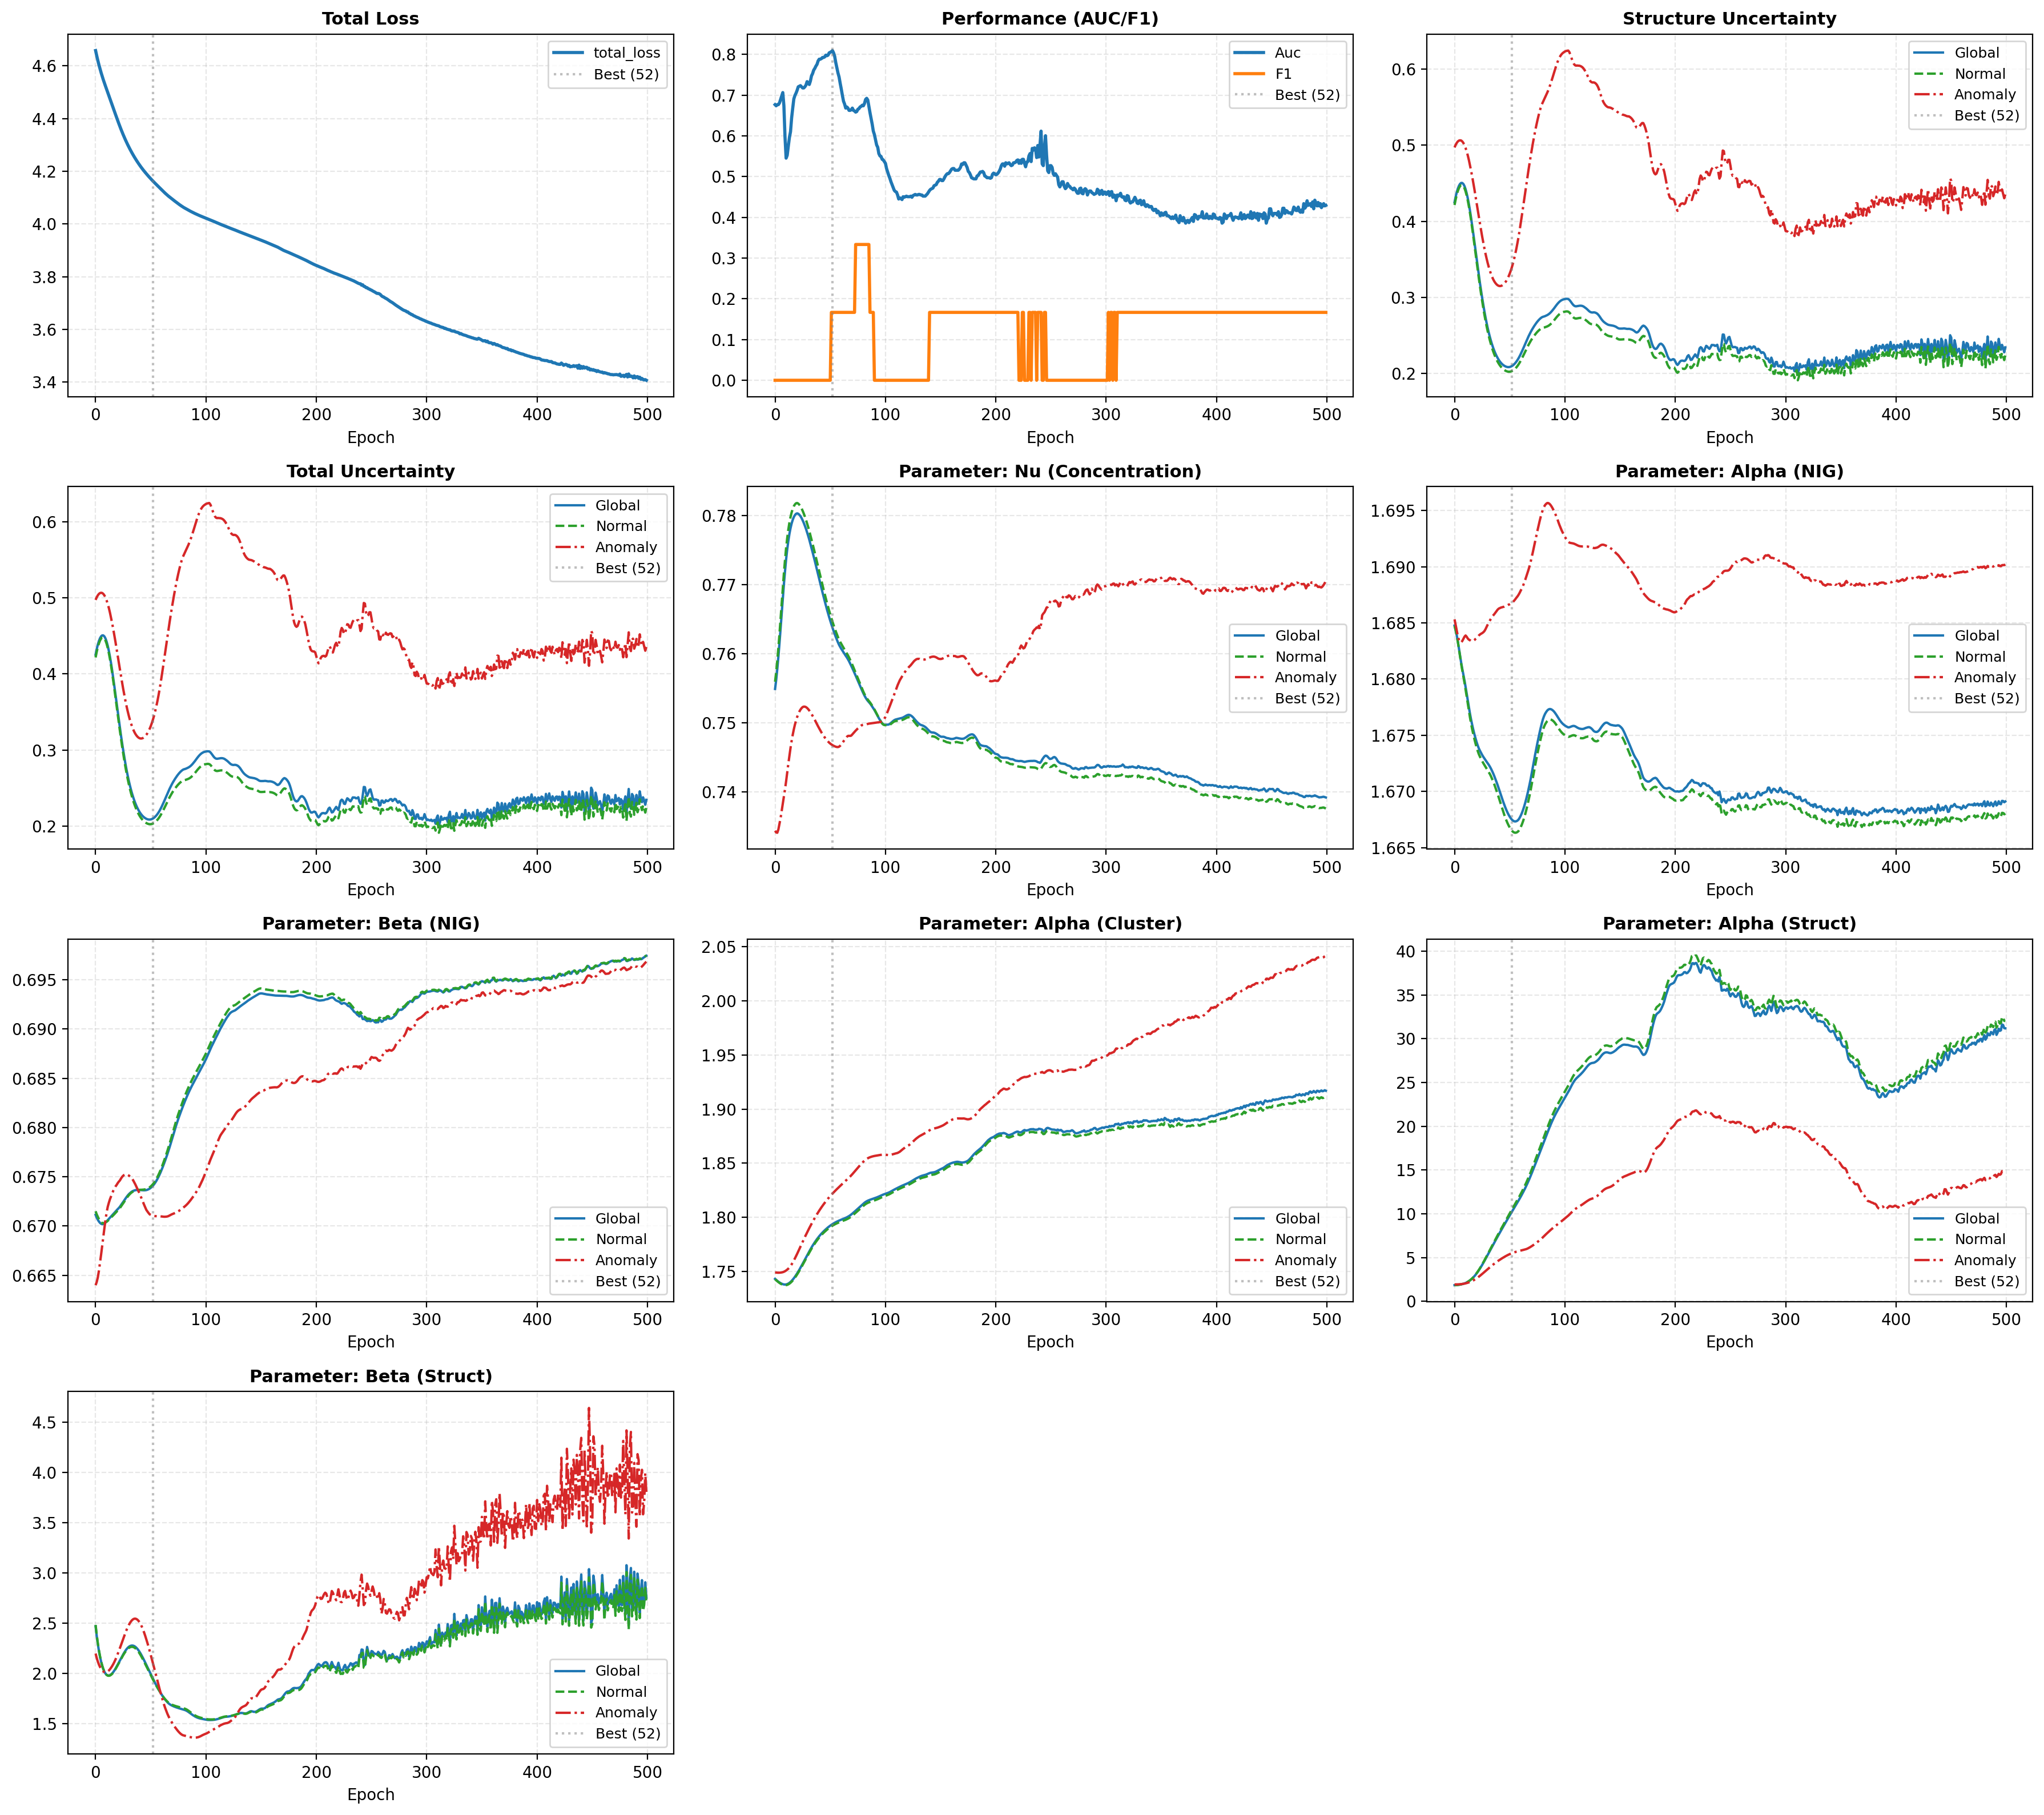 Total Loss
4.6
4.4
4.2
4.0
3.8
3.6
3.4
total_loss
Best (52)
0 100 200 300 400 500
Epoch
Performance (AUC/F1)
0.8
0.7
0.6
0.5
0.4
0.3
0.2
0.1
0.0
Auc
F1
Best (52)
0 100 200 300 400 500
Epoch
Structure Uncertainty
0.6
0.5
0.4
0.3
0.2
Global
Normal
Anomaly
Best (52)
0 100 200 300 400 500
Epoch
Total Uncertainty
0.6
0.5
0.4
0.3
0.2
Global
Normal
Anomaly
Best (52)
0 100 200 300 400 500
Epoch
Parameter: Nu (Concentration)
0.78
0.77
0.76
0.75
0.74
Global
Normal
Anomaly
Best (52)
0 100 200 300 400 500
Epoch
Parameter: Alpha (NIG)
1.695
1.690
1.685
1.680
1.675
1.670
1.665
Global
Normal
Anomaly
Best (52)
0 100 200 300 400 500
Epoch
Parameter: Beta (NIG)
0.695
0.690
0.685
0.680
0.675
0.670
0.665
Global
Normal
Anomaly
Best (52)
0 100 200 300 400 500
Epoch
Parameter: Alpha (Cluster)
2.05
2.00
1.95
1.90
1.85
1.80
1.75
Global
Normal
Anomaly
Best (52)
0 100 200 300 400 500
Epoch
Parameter: Alpha (Struct)
40
35
30
25
20
15
10
5
0
Global
Normal
Anomaly
Best (52)
0 100 200 300 400 500
Epoch
Parameter: Beta (Struct)
4.5
4.0
3.5
3.0
2.5
2.0
1.5
Global
Normal
Anomaly
Best (52)
0 100 200 300 400 500
Epoch